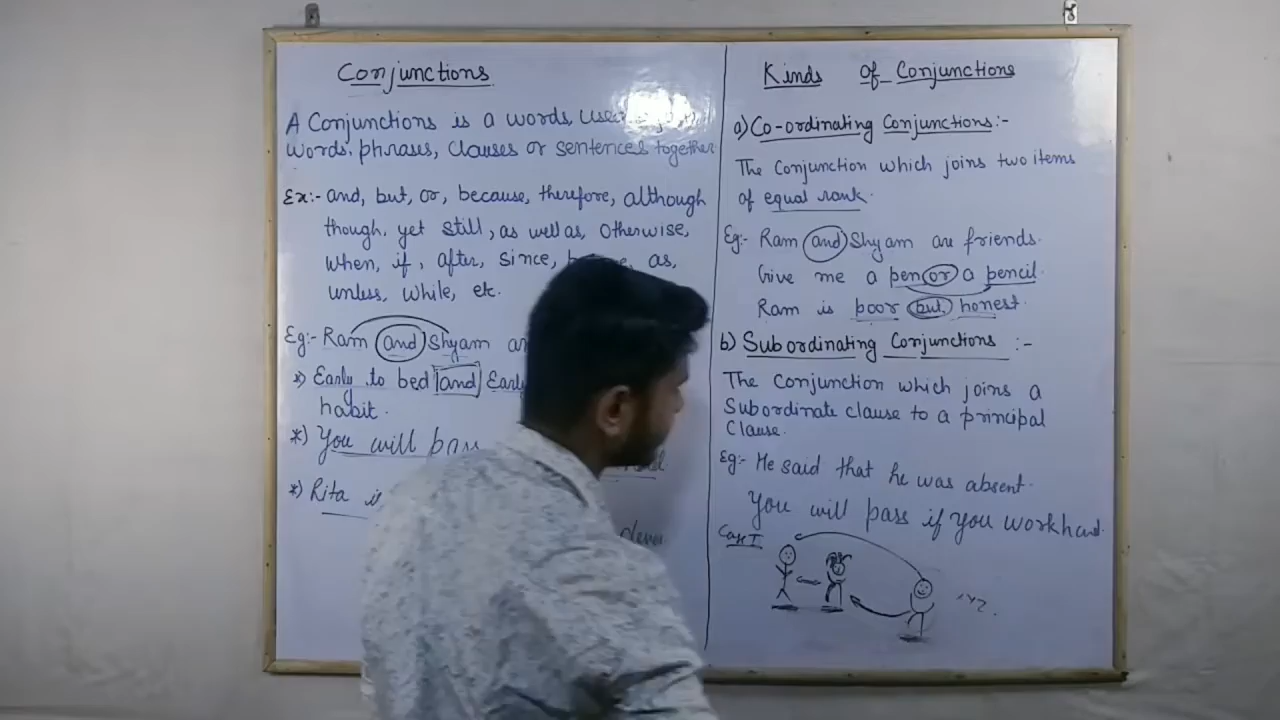 Conjunctions
A Conjunctions is a words, used
words, phrases, clauses or sentences together
Ex:- and, but, or, because, therefore, although
though, yet still, as well as, otherwise,
when, if, after, since, as,
unless, while, etc.
Eg:- Ram and Shyam
*) Early to bed and Early
habit.
*) You will pass
*) Rita is
Kinds of Conjunctions
a) Co-ordinating Conjunctions:-
The Conjunction which joins two items
of equal rank.
Eg:- Ram and Shyam are friends.
Give me a pen or a pencil.
Ram is poor but, honest.
b) Subordinating Conjunctions :-
The Conjunction which joins a
Subordinate clause to a principal
Clause.
Eg:- He said that he was absent.
You will pass if you work hard.
Case I
XYZ.